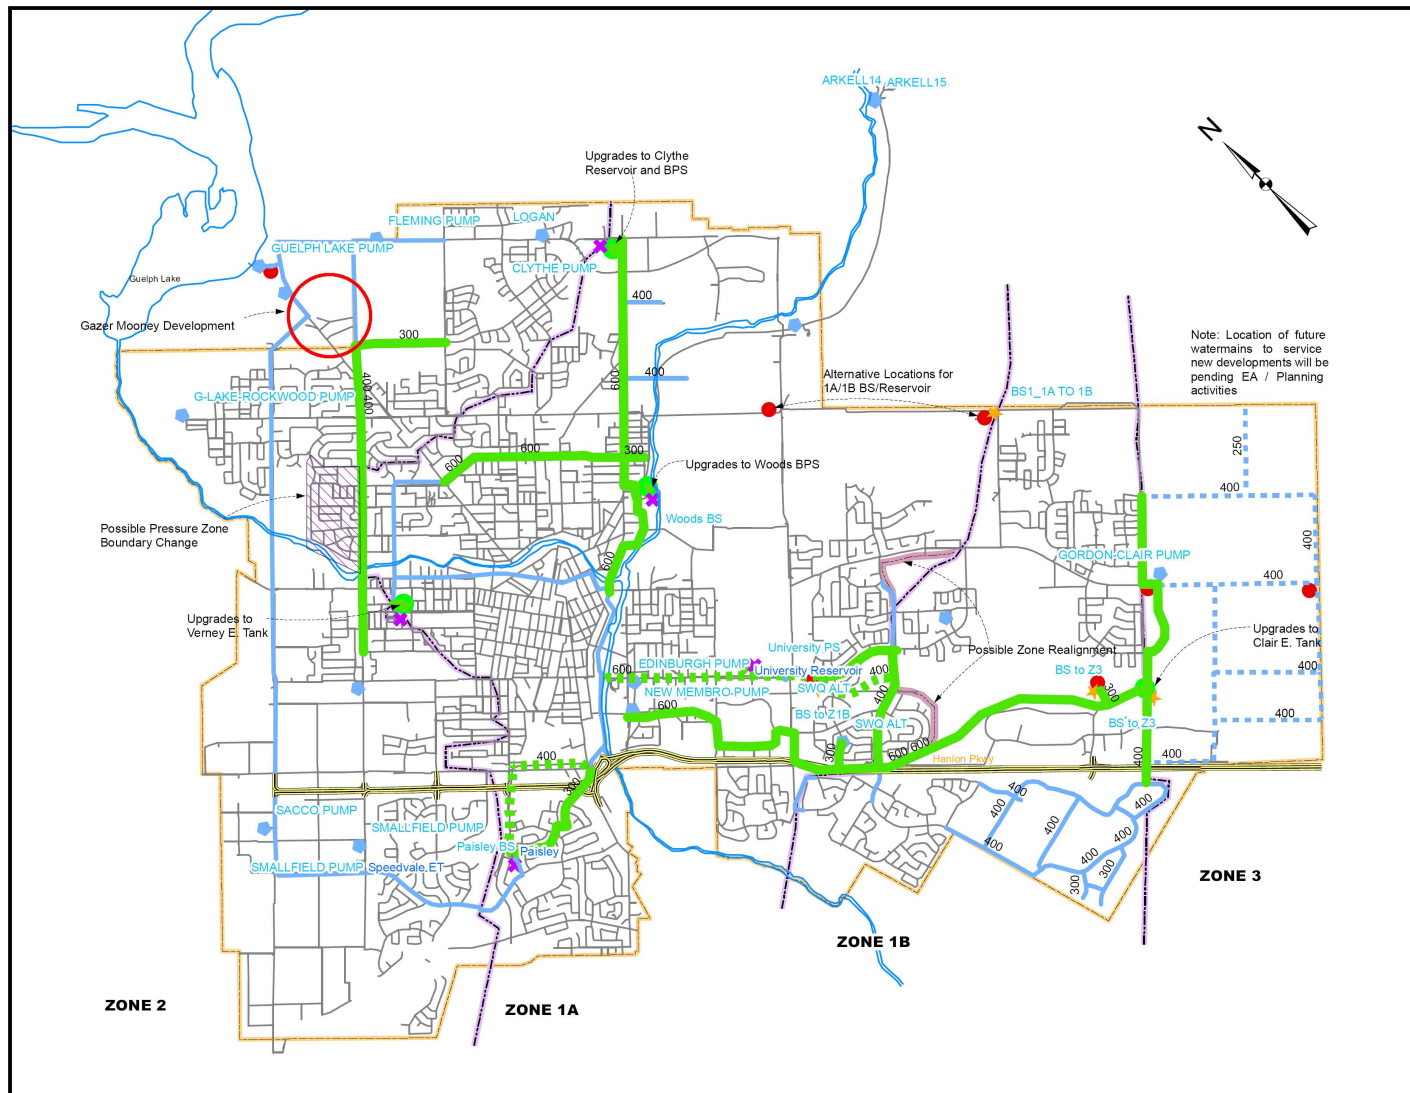 ARKELL14 ARKELL15
N
Upgrades to Clythe
Reservoir and BPS
FLEMING PUMP
LOGAN
GUELPH LAKE PUMP
CLYTHE PUMP
Guelph Lake
400
Gazer Mooney Development
300
Note: Location of future
watermains to service
new developments will be
pending EA / Planning
activities
600
400
400
400
Alternative Locations for
1A/1B BS/Reservoir
BS1_1A TO 1B
G-LAKE-ROCKWOOD PUMP
250
600
600
300
Upgrades to Woods BPS
400
Possible Pressure Zone
Boundary Change
Woods BS
400
GORDON-CLAIR PUMP
600
400
Upgrades to
Verney E. Tank
Upgrades to
Clair E. Tank
University PS
Possible Zone Realignment
600
EDINBURGH PUMP
University Reservoir
400
BS to Z3
400
NEW MEMBRO PUMP
SWQ ALT
400
300
600
BS to Z1B
SWQ ALT
BS to Z3
400
300
600
600
Hanlon Pkwy
400
400
400
300
SACCO PUMP
400
400
400
400
400
SMALLFIELD PUMP
Paisley BS
Paisley
400
400
300
300
SMALLFIELD PUMP
Speedvale ET
ZONE 3
ZONE 1B
ZONE 2
ZONE 1A